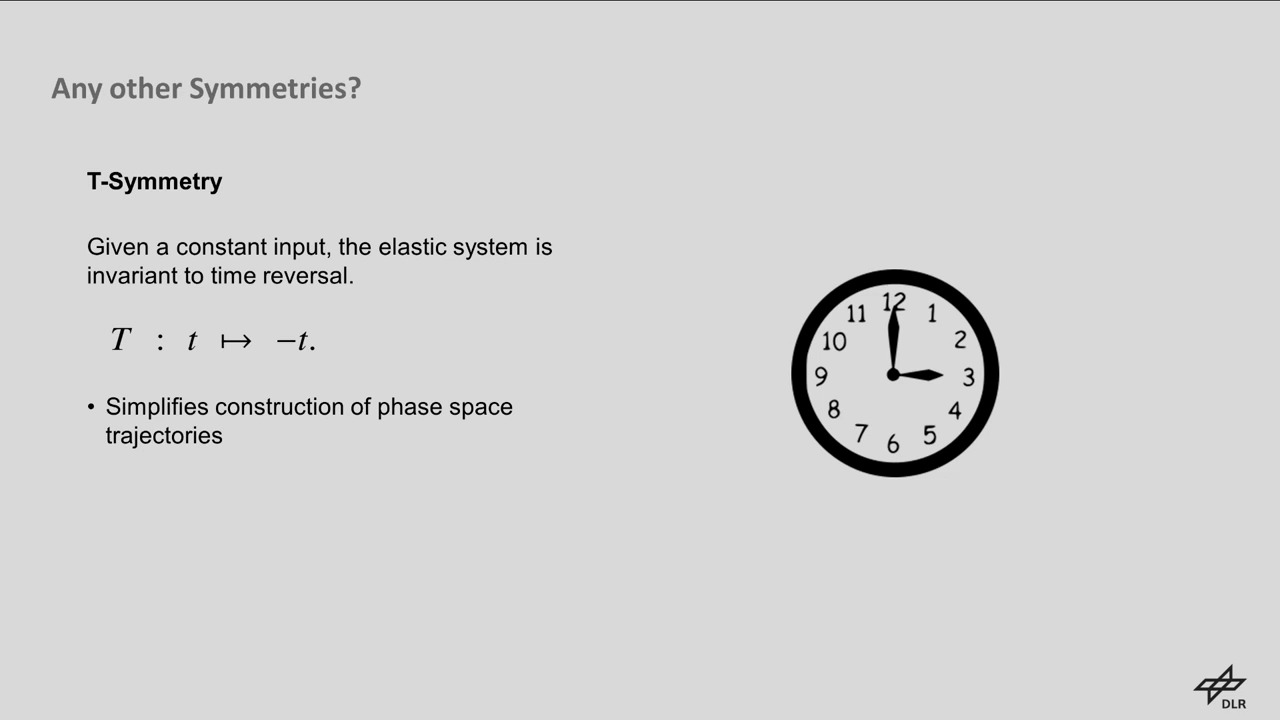 Any other Symmetries?
T-Symmetry
Given a constant input, the elastic system is
invariant to time reversal.
T : t ↦ −t.
• Simplifies construction of phase space
trajectories
12
11 1
10 2
9 3
8 4
7 5
6
DLR